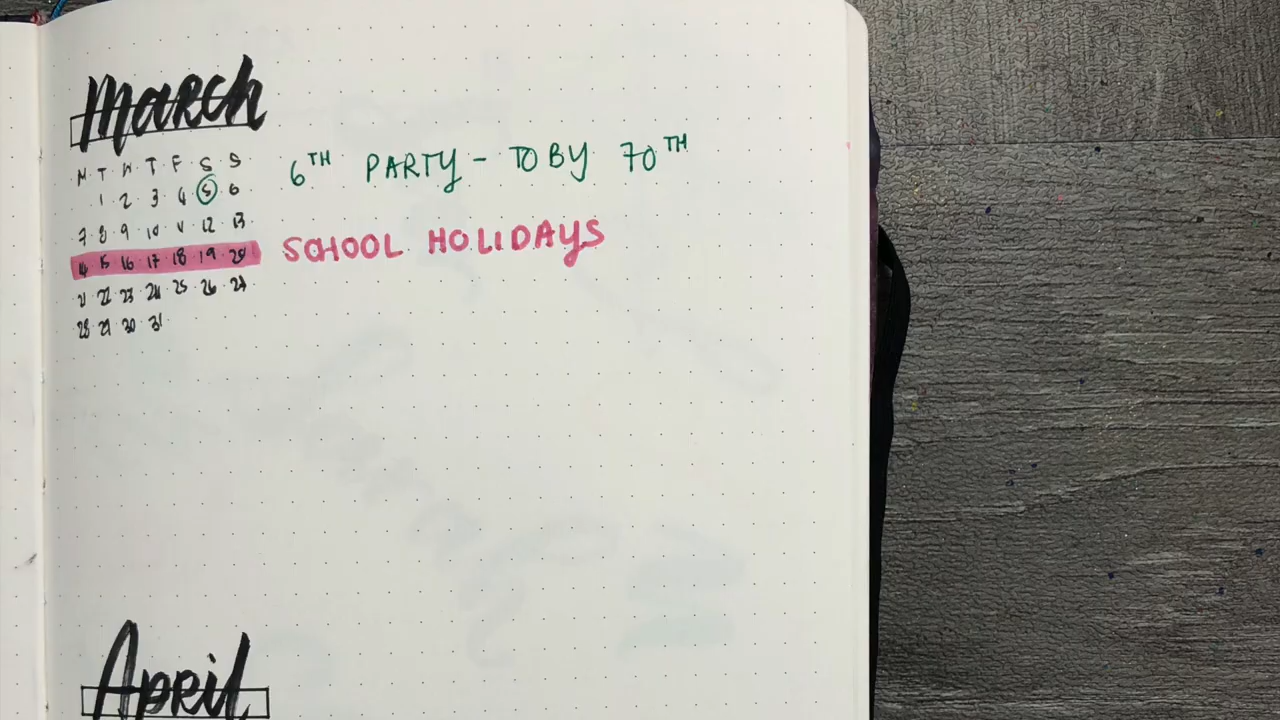 March
M T W T F S S
6TH PARTY - TOBY 70TH
1 2 3 4 5 6
7 8 9 10 11 12 13
SCHOOL HOLIDAYS
14 15 16 17 18 19 20
21 22 23 24 25 26 27
28 29 30 31
April